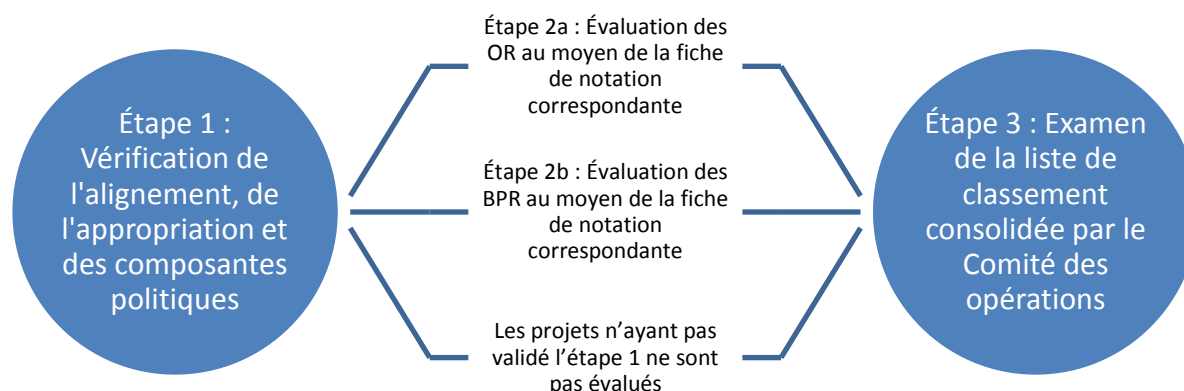 Étape 1 :
Vérification de
l'alignement, de
l'appropriation et
des composantes
politiques
Étape 2a : Évaluation des
OR au moyen de la fiche
de notation
correspondante
Étape 2b : Évaluation des
BPR au moyen de la fiche
de notation
correspondante
Les projets n’ayant pas
validé l’étape 1 ne sont
pas évalués
Étape 3 : Examen
de la liste de
classement
consolidée par le
Comité des
opérations